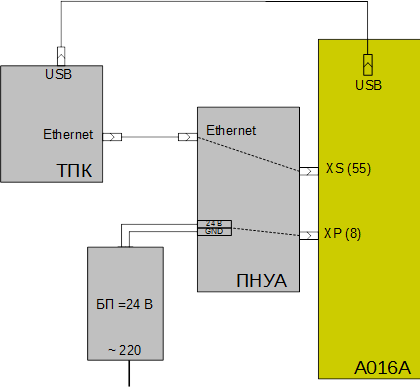 USB
USB
Ethernet
Ethernet
ТПК
XS (55)
24 В
GND
XP (8)
ПНУА
БП =24 В
~ 220
А016А